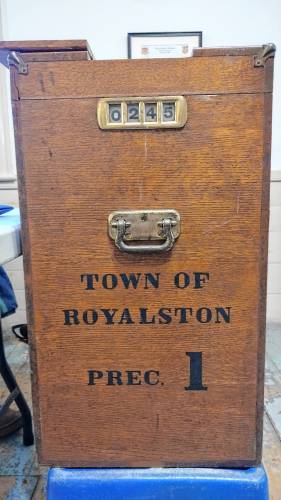 0245
TOWN OF
ROYALSTON
PREC. 1